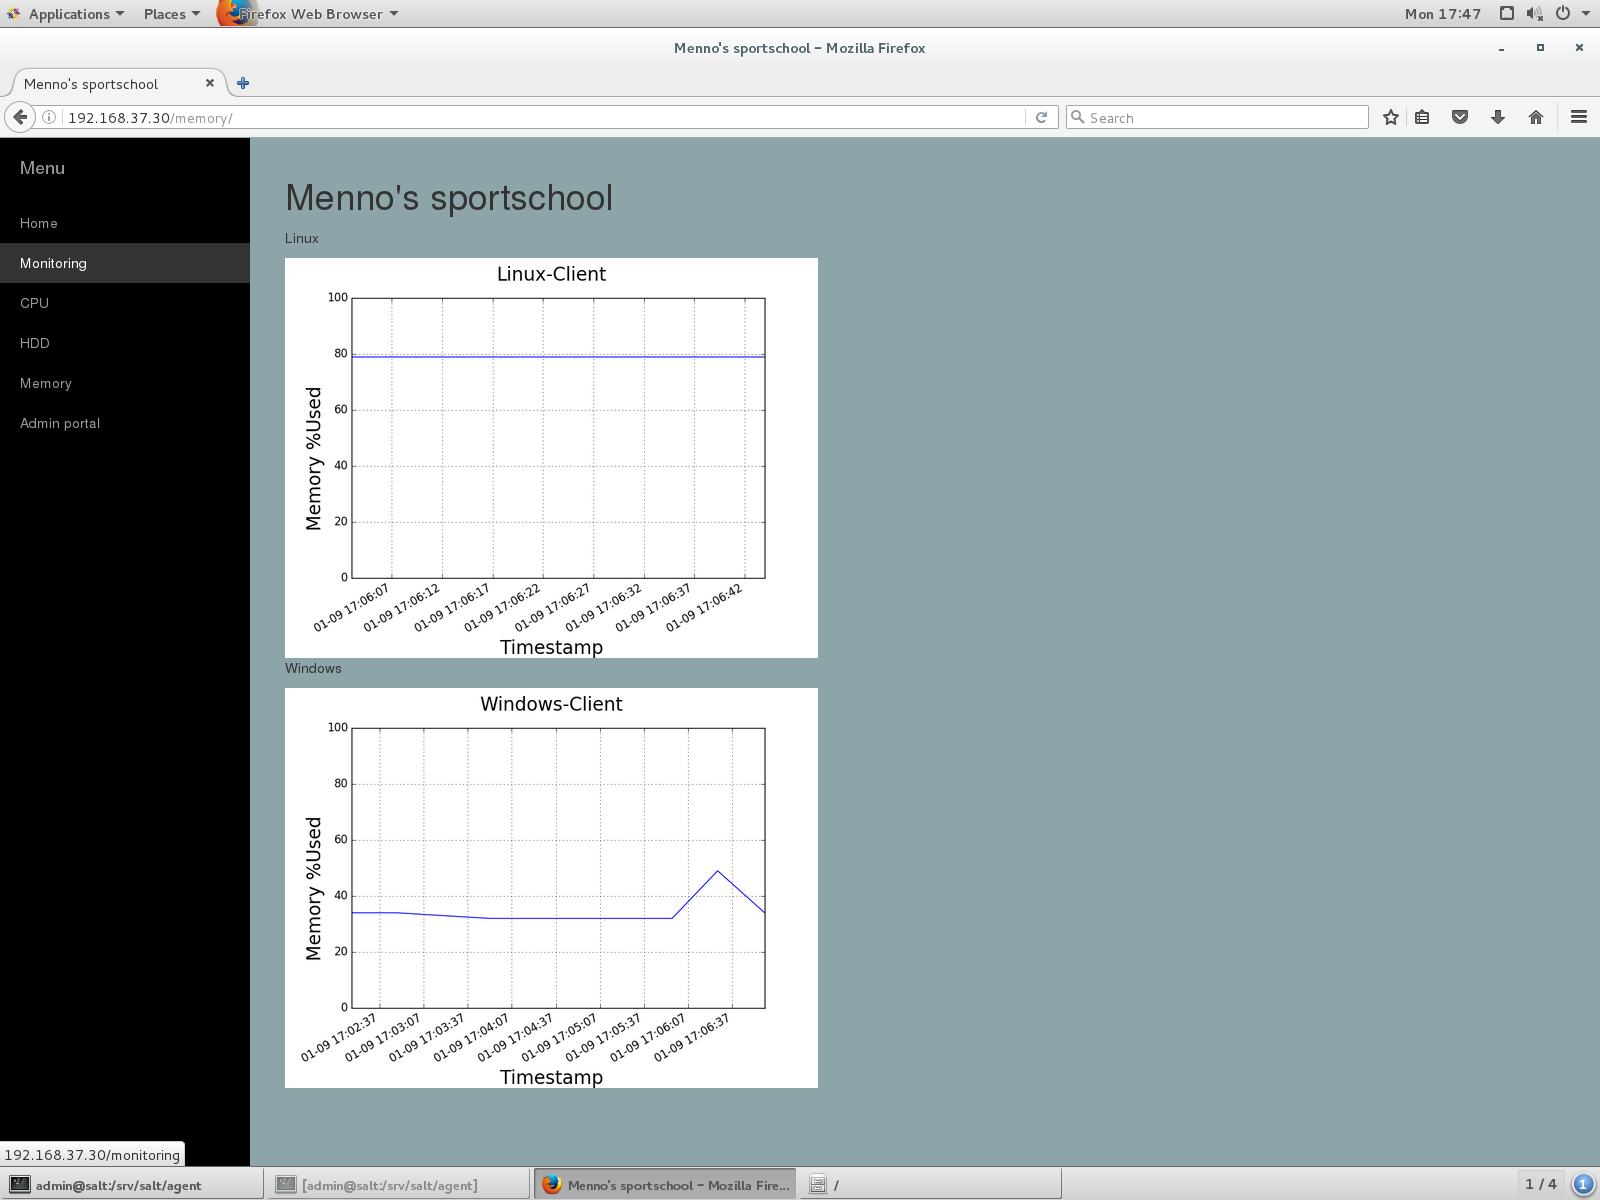 Applications Places Firefox Web Browser Mon 17:47
Menno's sportschool – Mozilla Firefox
Menno's sportschool
192.168.37.30/memory/ Search
Menu
Home
Monitoring
CPU
HDD
Memory
Admin portal
Menno's sportschool
Linux
Linux-Client
100
80
60
40
20
0
Memory %Used
01-09 17:06:07 01-09 17:06:12 01-09 17:06:17 01-09 17:06:22 01-09 17:06:27 01-09 17:06:32 01-09 17:06:37 01-09 17:06:42
Timestamp
Windows
Windows-Client
100
80
60
40
20
0
Memory %Used
01-09 17:02:37 01-09 17:03:07 01-09 17:03:37 01-09 17:04:07 01-09 17:04:37 01-09 17:05:07 01-09 17:05:37 01-09 17:06:07 01-09 17:06:37
Timestamp
192.168.37.30/monitoring
admin@salt:/srv/salt/agent [admin@salt:/srv/salt/agent] Menno's sportschool – Mozilla Fire... / 1 / 4 1